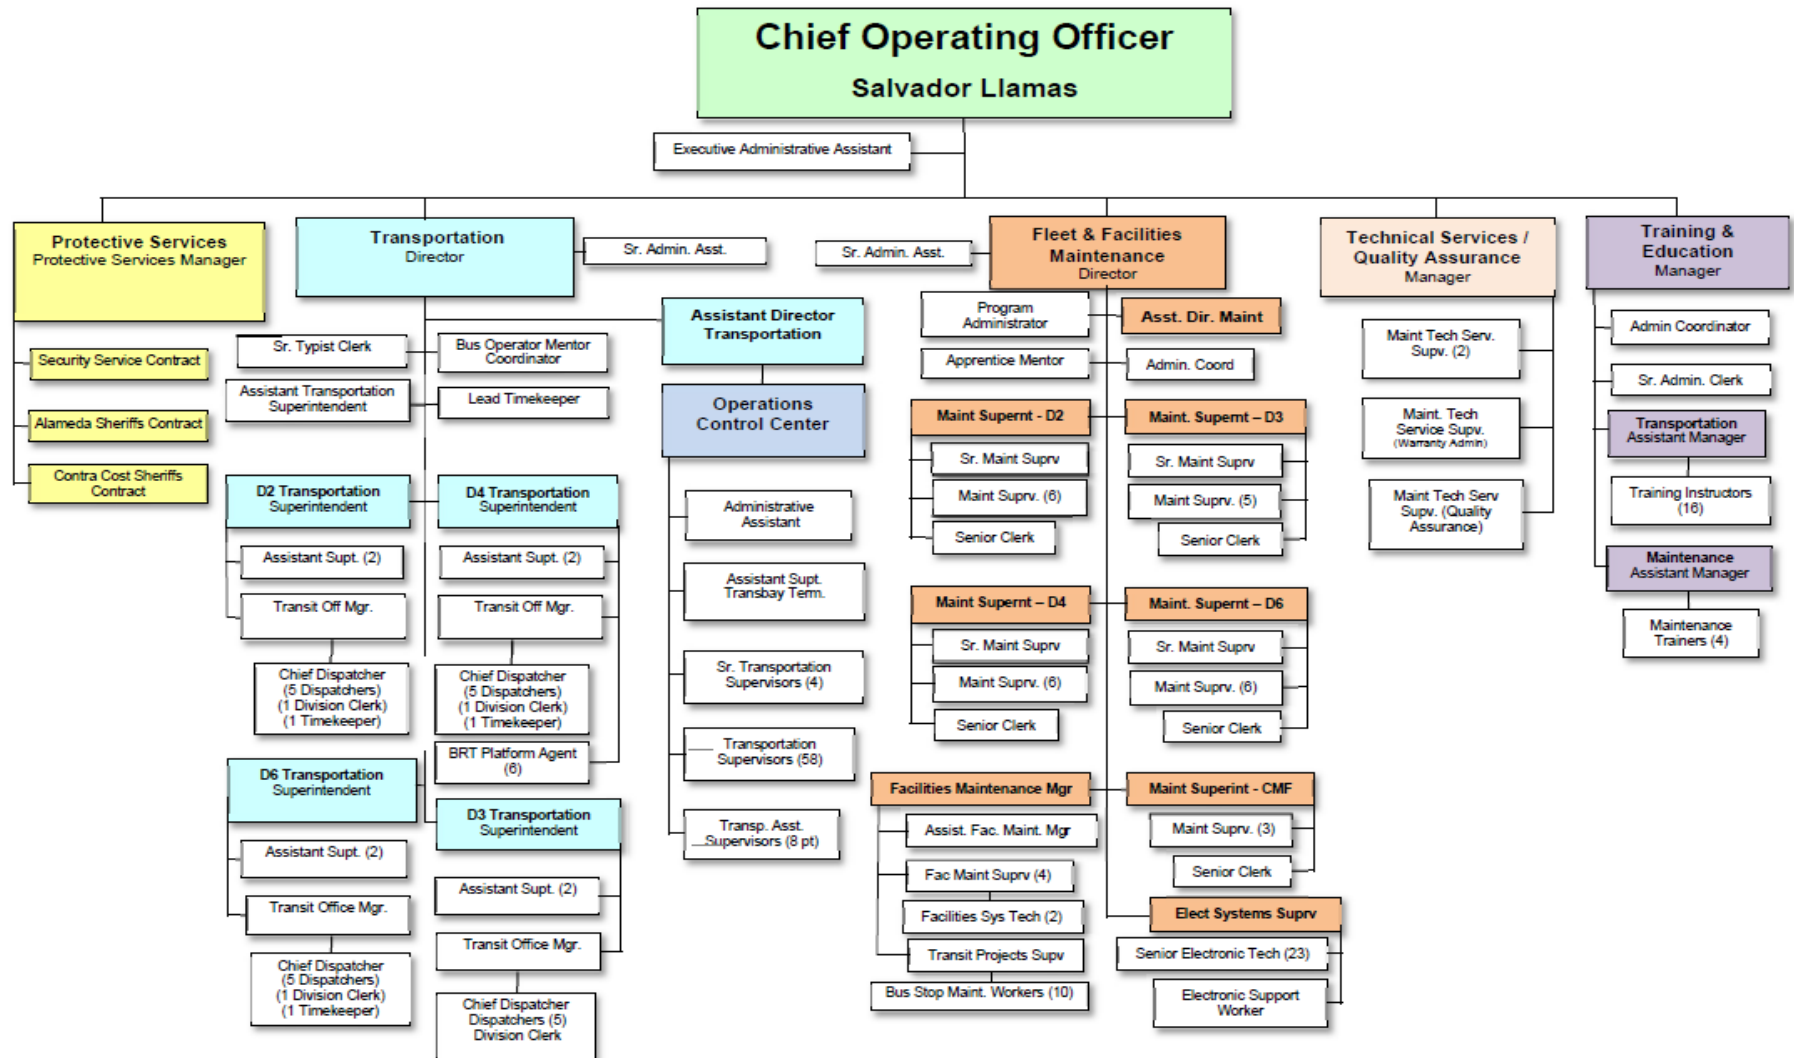 Chief Operating Officer
Salvador Llamas
Executive Administrative Assistant
Protective Services
Protective Services Manager
Security Service Contract
Alameda Sheriffs Contract
Contra Cost Sheriffs
Contract
Transportation
Director
Sr. Admin. Asst.
Sr. Typist Clerk
Bus Operator Mentor
Coordinator
Assistant Transportation
Superintendent
Lead Timekeeper
D2 Transportation
Superintendent
Assistant Supt. (2)
Transit Off Mgr.
Chief Dispatcher
(5 Dispatchers)
(1 Division Clerk)
(1 Timekeeper)
D4 Transportation
Superintendent
Assistant Supt. (2)
Transit Off Mgr.
Chief Dispatcher
(5 Dispatchers)
(1 Division Clerk)
(1 Timekeeper)
BRT Platform Agent
(6)
D6 Transportation
Superintendent
Assistant Supt. (2)
Transit Office Mgr.
Chief Dispatcher
(5 Dispatchers)
(1 Division Clerk)
(1 Timekeeper)
D3 Transportation
Superintendent
Assistant Supt. (2)
Transit Office Mgr.
Chief Dispatcher
Dispatchers (5)
Division Clerk
Assistant Director
Transportation
Operations
Control Center
Administrative
Assistant
Assistant Supt.
Transbay Term.
Sr. Transportation
Supervisors (4)
Transportation
Supervisors (58)
Transp. Asst.
Supervisors (8 pt)
Sr. Admin. Asst.
Fleet & Facilities
Maintenance
Director
Program
Administrator
Asst. Dir. Maint
Apprentice Mentor
Admin. Coord
Maint Supernt - D2
Sr. Maint Suprv
Maint Suprv. (6)
Senior Clerk
Maint. Supernt – D3
Sr. Maint Suprv
Maint Suprv. (5)
Senior Clerk
Maint Supernt – D4
Sr. Maint Suprv
Maint Suprv. (6)
Senior Clerk
Maint. Supernt – D6
Sr. Maint Suprv
Maint Suprv. (6)
Senior Clerk
Facilities Maintenance Mgr
Assist. Fac. Maint. Mgr
Fac Maint Suprv (4)
Facilities Sys Tech (2)
Transit Projects Supv
Bus Stop Maint. Workers (10)
Maint Superint - CMF
Maint Suprv. (3)
Senior Clerk
Elect Systems Suprv
Senior Electronic Tech (23)
Electronic Support
Worker
Technical Services /
Quality Assurance
Manager
Maint Tech Serv.
Supv. (2)
Maint. Tech
Service Supv.
(Warranty Admin)
Maint Tech Serv
Supv. (Quality
Assurance)
Training &
Education
Manager
Admin Coordinator
Sr. Admin. Clerk
Transportation
Assistant Manager
Training Instructors
(16)
Maintenance
Assistant Manager
Maintenance
Trainers (4)